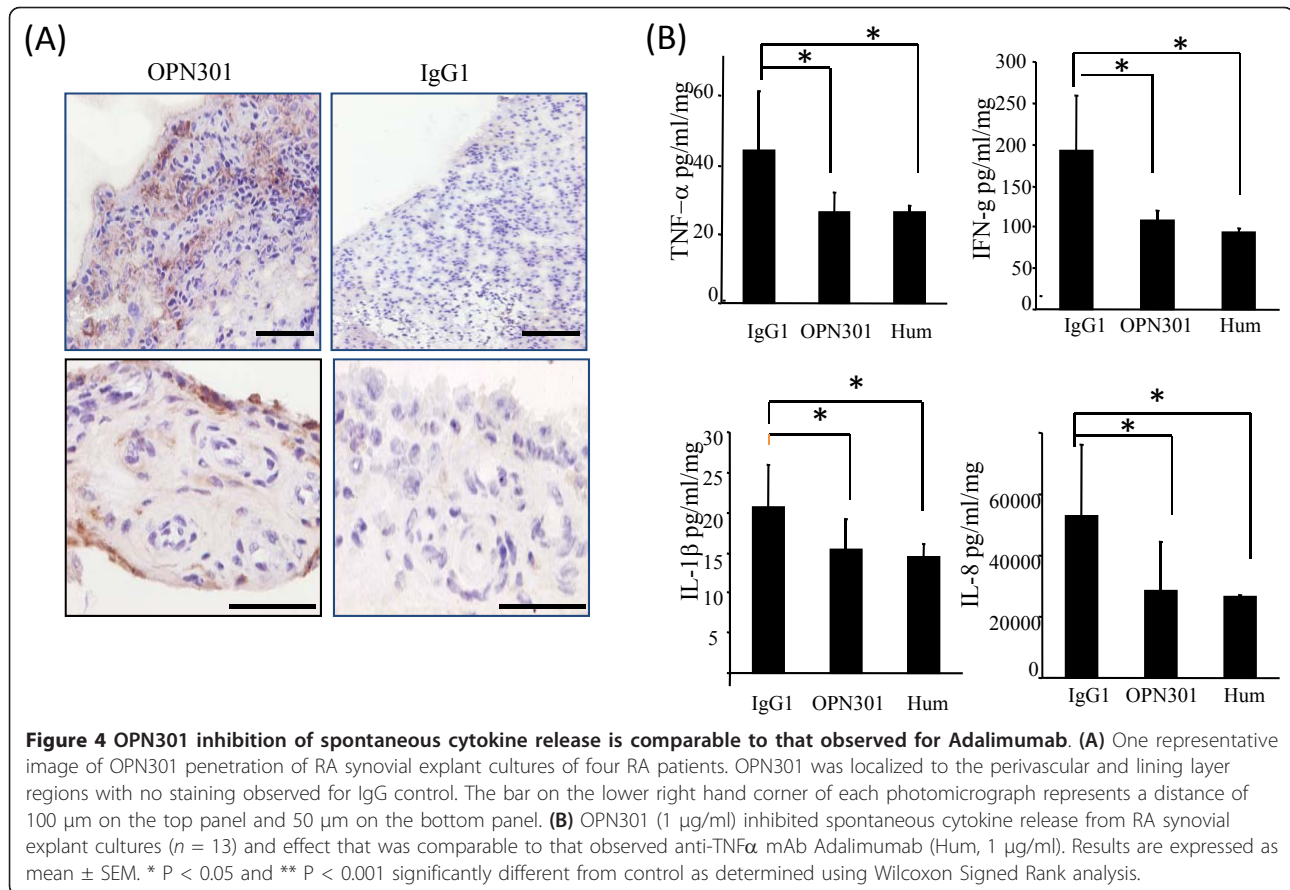 (A)
OPN301 IgG1
(B)
* *
TNF-α pg/ml/mg
60
40
20
0
IgG1 OPN301 Hum
* *
IFN-g pg/ml/mg
300
250
200
150
100
50
0
IgG1 OPN301 Hum
* *
IL-1β pg/ml/mg
30
25
20
15
10
5
IgG1 OPN301 Hum
* *
IL-8 pg/ml/mg
60000
40000
20000
0
IgG1 OPN301 Hum
Figure 4 OPN301 inhibition of spontaneous cytokine release is comparable to that observed for Adalimumab. (A) One representative
image of OPN301 penetration of RA synovial explant cultures of four RA patients. OPN301 was localized to the perivascular and lining layer
regions with no staining observed for IgG control. The bar on the lower right hand corner of each photomicrograph represents a distance of
100 μm on the top panel and 50 μm on the bottom panel. (B) OPN301 (1 μg/ml) inhibited spontaneous cytokine release from RA synovial
explant cultures (n = 13) and effect that was comparable to that observed anti-TNFα mAb Adalimumab (Hum, 1 μg/ml). Results are expressed as
mean ± SEM. * P < 0.05 and ** P < 0.001 significantly different from control as determined using Wilcoxon Signed Rank analysis.